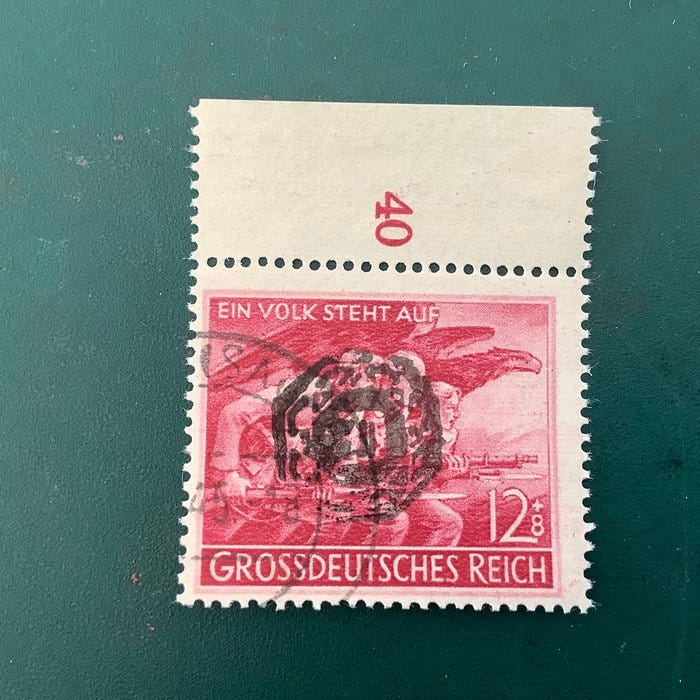 40
EIN VOLK STEHT AUF
12+8
GROSSDEUTSCHES REICH